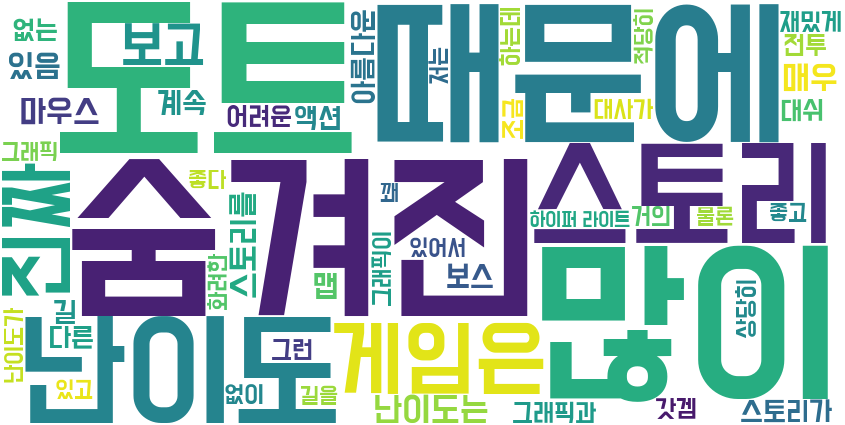 없는
도트
보고
때문에
재밌게
전투
있음
아름다운
저는
하는데
적당히
매우
마우스
계속
어려운
액션
조금
대사가
대쉬
그래픽
진짜
좋다
숨겨진
꽤
스토리
스토리를
화려한
맵
그래픽이
있어서
보스
하이퍼 라이트
거의
물론
좋고
길
다른
난이도가
난이도
그런
게임은
많이
상당히
있고
없이
길을
난이도는
그래픽과
갓겜
스토리가